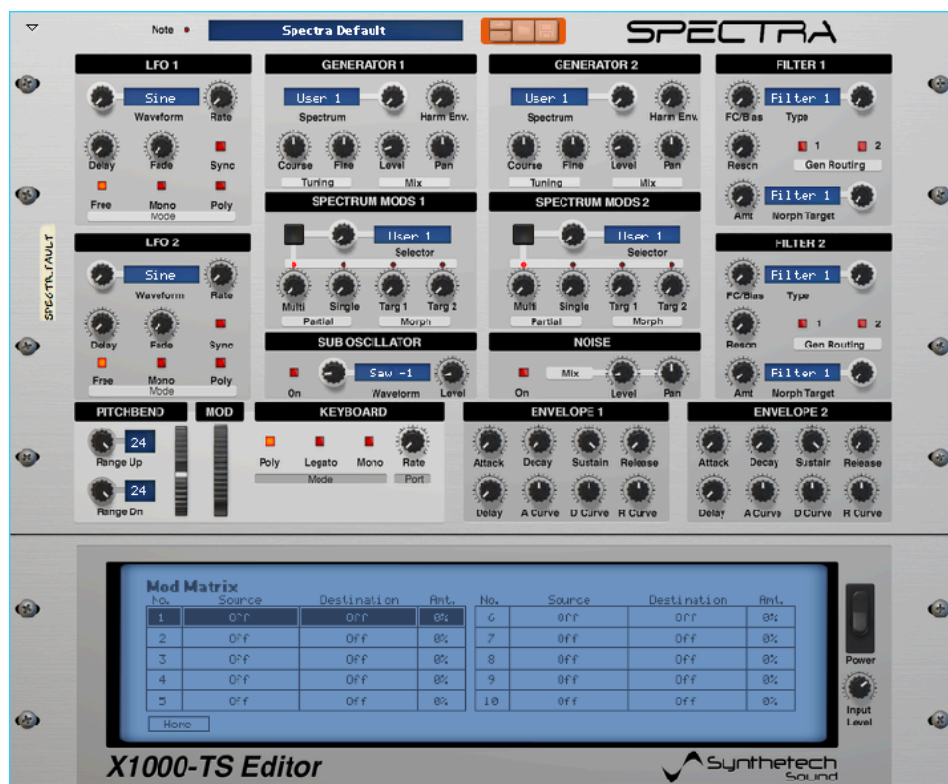 Note
Spectra Default
SPECTRA
LFO 1
Sine
Waveform Rate
Delay Fade Sync
Free Mono Poly
Mode
GENERATOR 1
User 1
Spectrum Harm Env.
Course Fine Level Pan
Tuning Mix
GENERATOR 2
User 1
Spectrum Harm Env.
Course Fine Level Pan
Tuning Mix
FILTER 1
Filter 1
FC/Bias Type
1 2
Reson Gen Routing
Filter 1
Amt Morph Target
SPECTRUM MODS 1
User 1
Selector
Multi Single Targ 1 Targ 2
Partial Morph
SPECTRUM MODS 2
User 1
Selector
Multi Single Targ 1 Targ 2
Partial Morph
LFO 2
Sine
Waveform Rate
Delay Fade Sync
Free Mono Poly
Mode
FILTER 2
Filter 1
FC/Bias Type
1 2
Reson Gen Routing
Filter 1
Amt Morph Target
SUB OSCILLATOR
Saw -1
On Waveform Level
NOISE
Mix
On Level Pan
PITCHBEND
24
Range Up
24
Range Dn
MOD
KEYBOARD
Poly Legato Mono Rate
Mode Port
ENVELOPE 1
Attack Decay Sustain Release
Delay A Curve D Curve R Curve
ENVELOPE 2
Attack Decay Sustain Release
Delay A Curve D Curve R Curve
Mod Matrix
No. Source Destination Amt. No. Source Destination Amt.
1 Off Off 0% 6 Off Off 0%
2 Off Off 0% 7 Off Off 0%
3 Off Off 0% 8 Off Off 0%
4 Off Off 0% 9 Off Off 0%
5 Off Off 0% 10 Off Off 0%
Home
Power
Input
Level
X1000-TS Editor
Synthetech
Sound